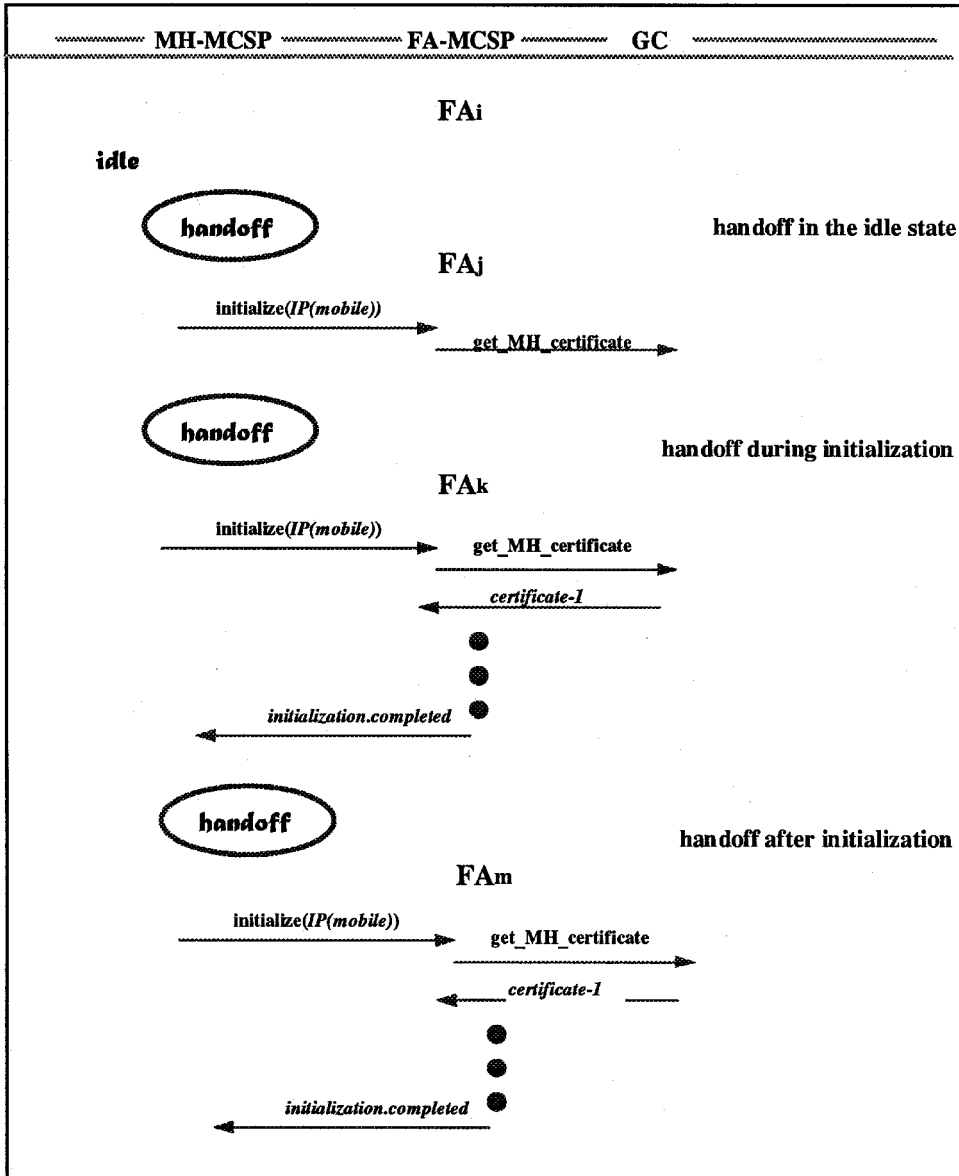 MH-MCSP FA-MCSP GC
FAi
idle
handoff
handoff in the idle state
FAj
initialize(IP(mobile))
get_MH_certificate
handoff
handoff during initialization
FAk
initialize(IP(mobile))
get_MH_certificate
certificate-1
initialization.completed
handoff
handoff after initialization
FAm
initialize(IP(mobile))
get_MH_certificate
certificate-1
initialization.completed